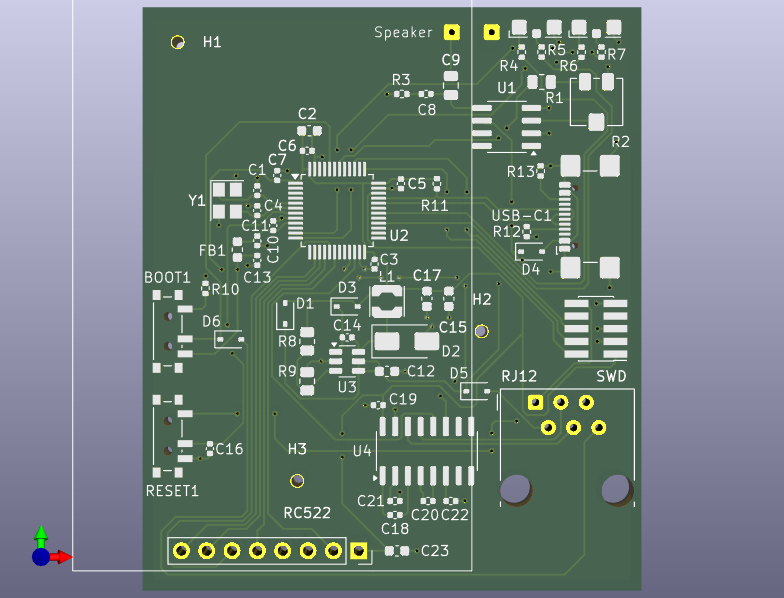 Speaker
H1
C9
R4
R5
R6
R7
R3
C8
U1
R1
R2
C2
C6
C7
C1
R13
Y1
C4
C5
R11
USB-C1
C11
R12
U2
FB1
C10
C3
D4
C13
BOOT1
L1
C17
R10
D3
D1
H2
D6
C14
C15
R8
D2
R9
U3
C12
D5
RJ12
SWD
C19
H3
U4
C16
RESET1
C21
RC522
C20
C22
C18
C23